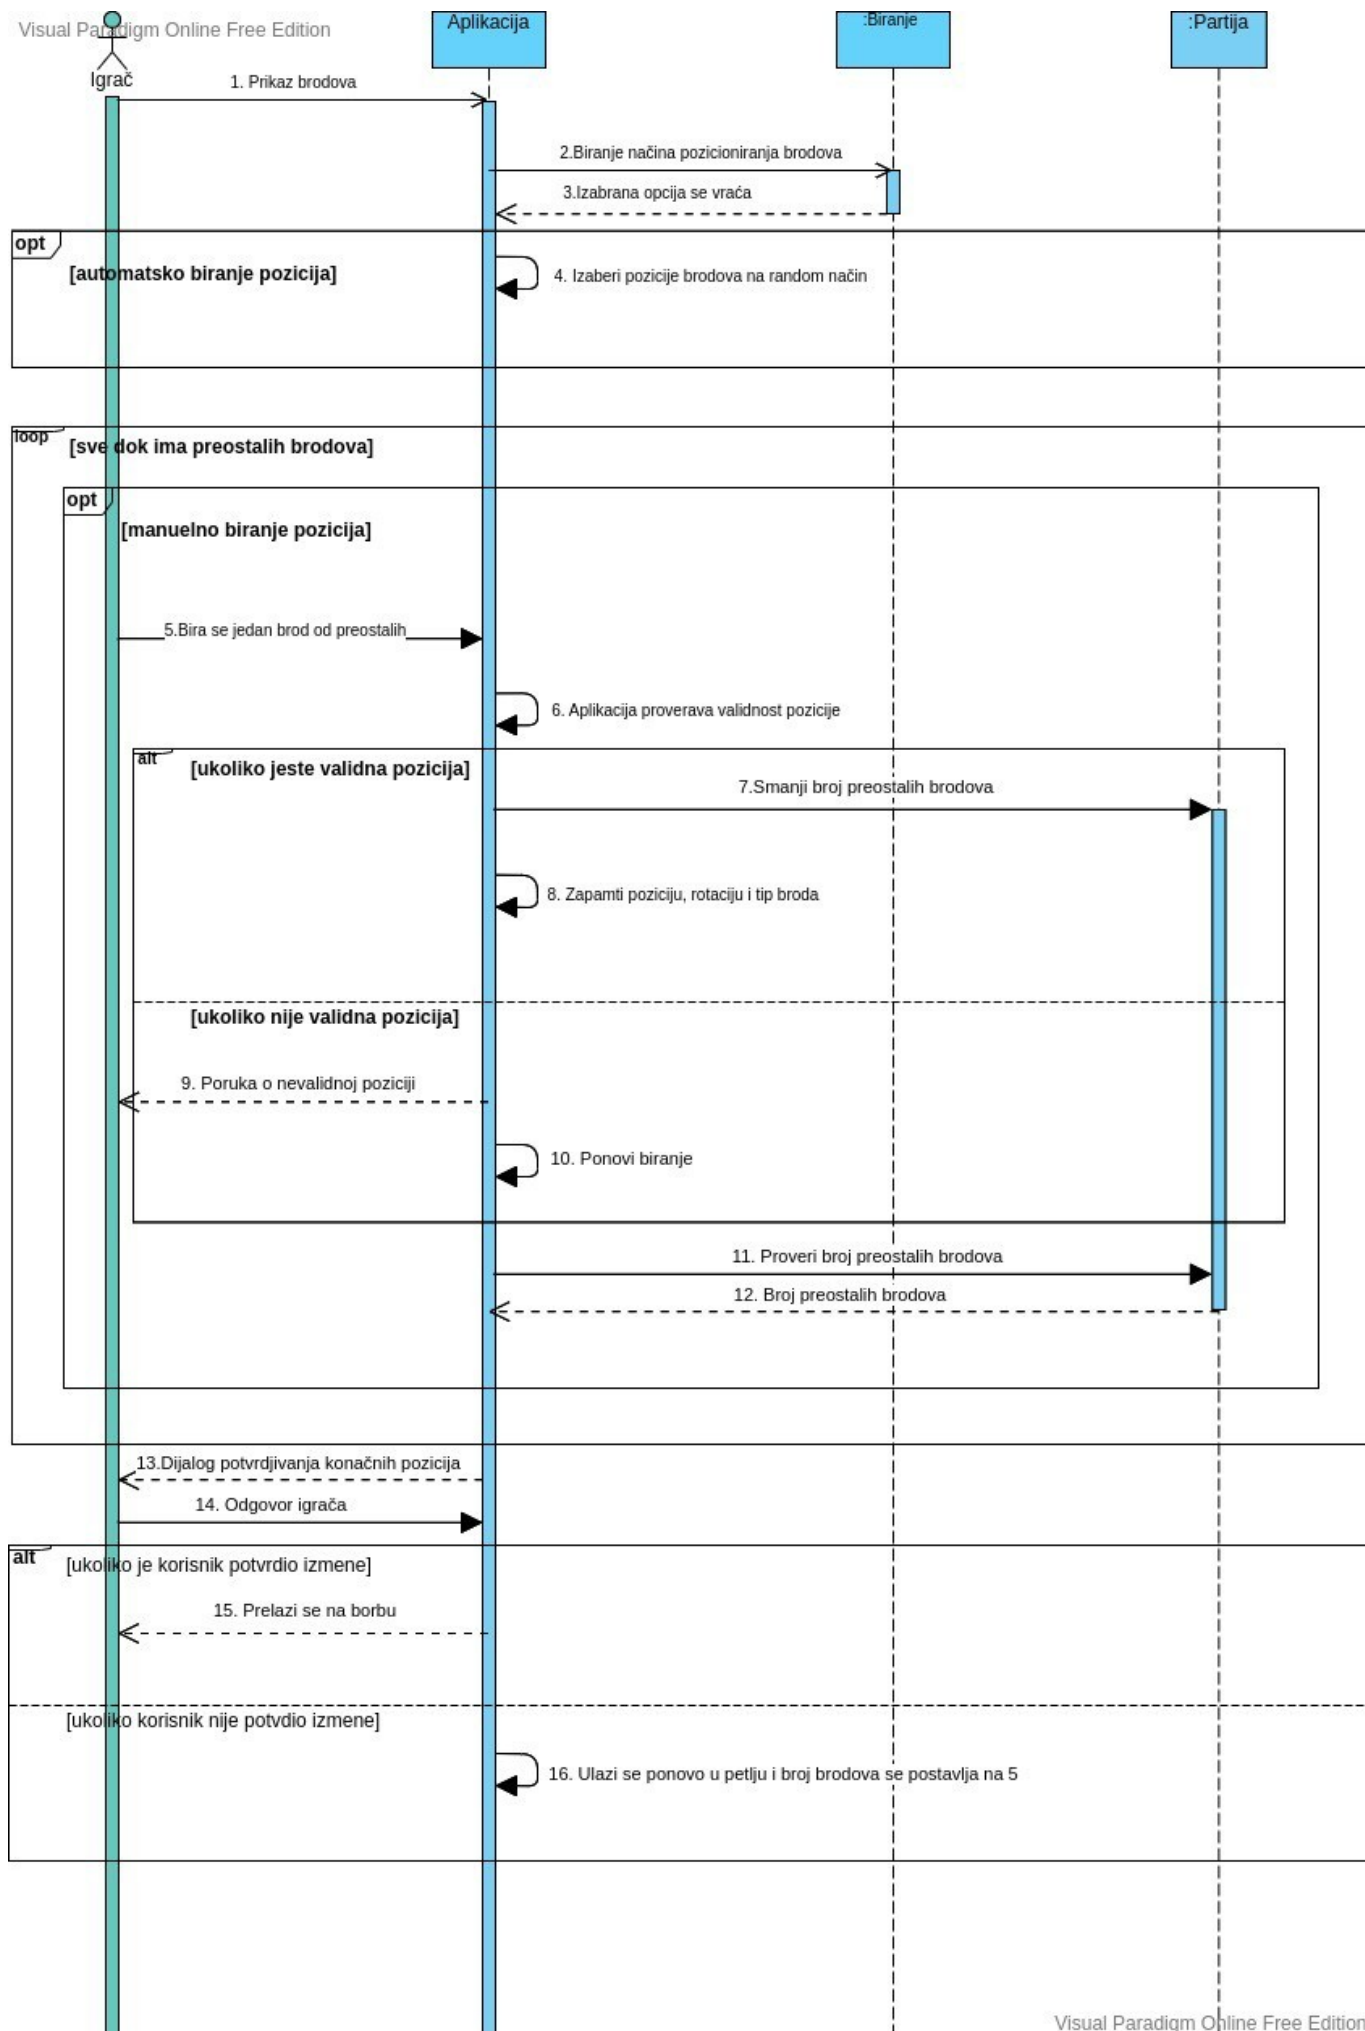 Visual Paradigm Online Free Edition
Igrač
Aplikacija
:Biranje
:Partija
1. Prikaz brodova
2.Biranje načina pozicioniranja brodova
3.Izabrana opcija se vraća
opt
[automatsko biranje pozicija]
4. Izaberi pozicije brodova na random način
loop
[sve dok ima preostalih brodova]
opt
[manuelno biranje pozicija]
5.Bira se jedan brod od preostalih
6. Aplikacija proverava validnost pozicije
alt
[ukoliko jeste validna pozicija]
7.Smanji broj preostalih brodova
8. Zapamti poziciju, rotaciju i tip broda
[ukoliko nije validna pozicija]
9. Poruka o nevalidnoj poziciji
10. Ponovi biranje
11. Proveri broj preostalih brodova
12. Broj preostalih brodova
13.Dijalog potvrdjivanja konačnih pozicija
14. Odgovor igrača
alt
[ukoliko je korisnik potvrdio izmene]
15. Prelazi se na borbu
[ukoliko korisnik nije potvdio izmene]
16. Ulazi se ponovo u petlju i broj brodova se postavlja na 5
Visual Paradigm Online Free Edition